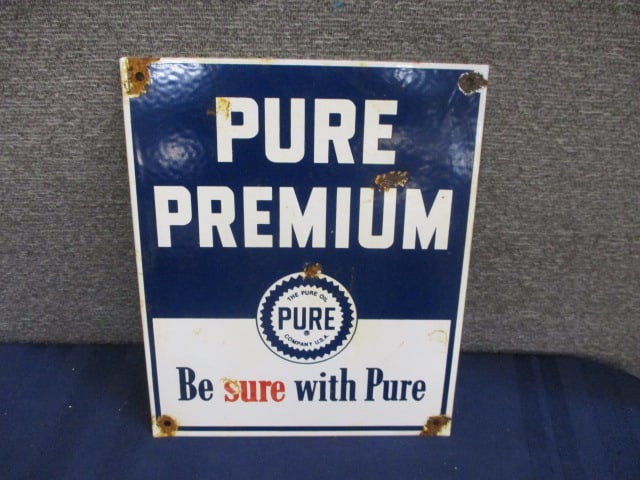 PURE
PREMIUM
THE PURE OIL
PURE
®
COMPANY U.S.A.
Be sure with Pure